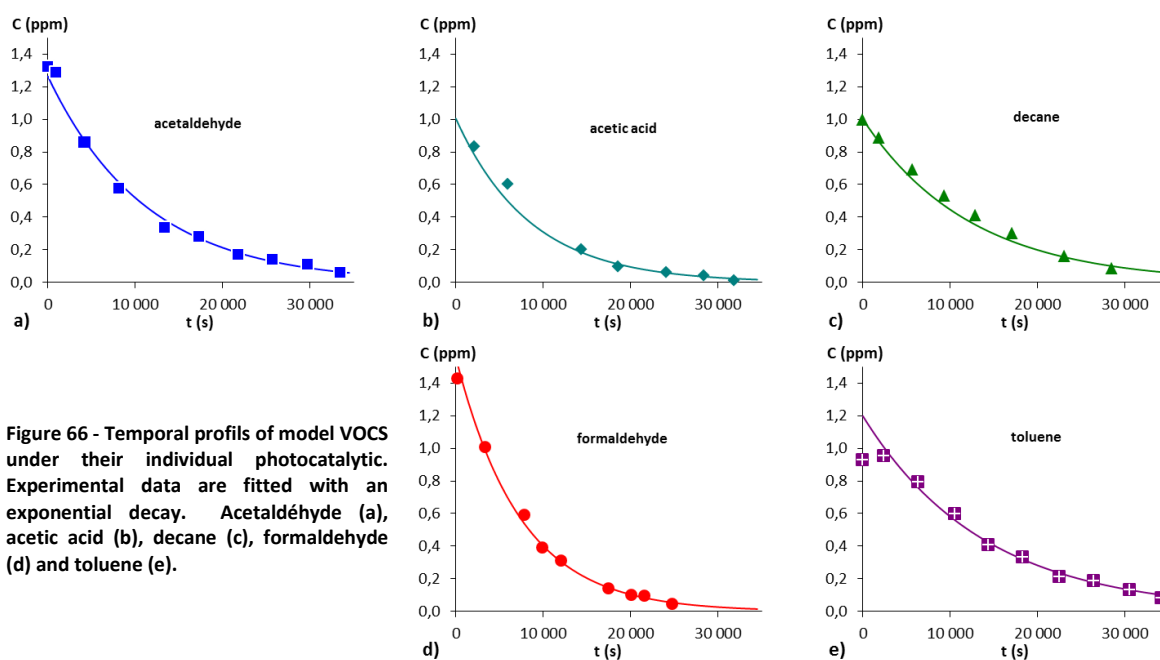 C (ppm)
1,4
1,2
1,0
0,8
0,6
0,4
0,2
0,0
acetaldehyde
0
10 000
20 000
30 000
t (s)
a)
C (ppm)
1,4
1,2
1,0
0,8
0,6
0,4
0,2
0,0
acetic acid
0
10 000
20 000
30 000
t (s)
b)
C (ppm)
1,4
1,2
1,0
0,8
0,6
0,4
0,2
0,0
decane
0
10 000
20 000
30 000
t (s)
c)
Figure 66 - Temporal profils of model VOCS
under their individual photocatalytic.
Experimental data are fitted with an
exponential decay. Acetaldéhyde (a),
acetic acid (b), decane (c), formaldehyde
(d) and toluene (e).
C (ppm)
1,4
1,2
1,0
0,8
0,6
0,4
0,2
0,0
formaldehyde
0
10 000
20 000
30 000
t (s)
d)
C (ppm)
1,4
1,2
1,0
0,8
0,6
0,4
0,2
0,0
toluene
0
10 000
20 000
30 000
t (s)
e)